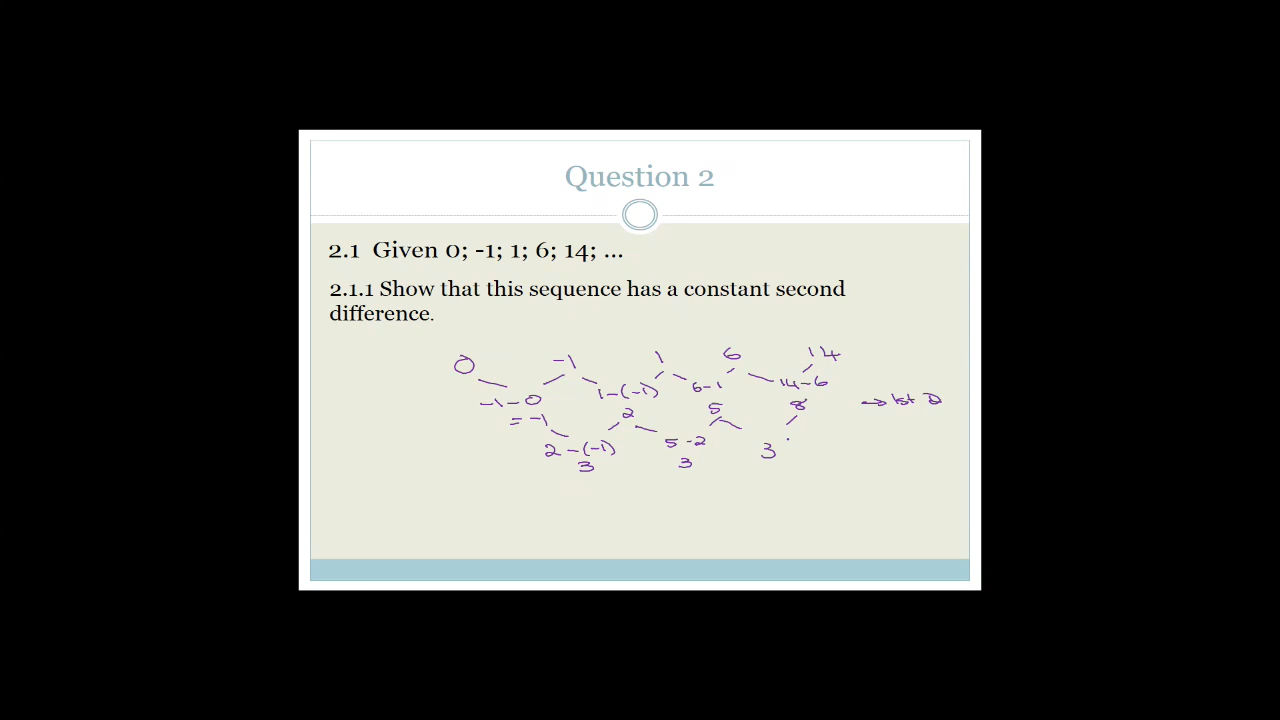 Question 2
2.1 Given 0; -1; 1; 6; 14; ...
2.1.1 Show that this sequence has a constant second
difference.
0 -1 1 6 14
-1-0 1-(-1) 6-1 14-6
=-1 2 5 8 → 1st D
2-(-1) 5-2 3
3 3